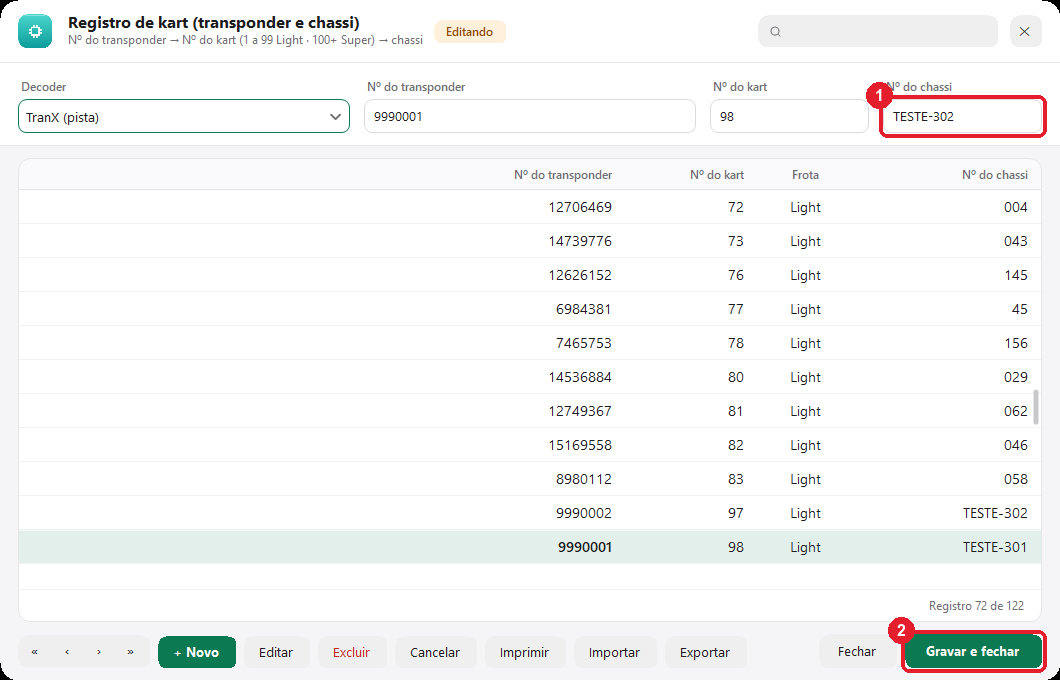 Registro de kart (transponder e chassi)
Nº do transponder → Nº do kart (1 a 99 Light · 100+ Super) → chassi
Editando
Decoder
Nº do transponder
Nº do kart
Nº do chassi
1
TranX (pista)
9990001
98
TESTE-302
Nº do transponder Nº do kart Frota Nº do chassi
12706469 72 Light 004
14739776 73 Light 043
12626152 76 Light 145
6984381 77 Light 45
7465753 78 Light 156
14536884 80 Light 029
12749367 81 Light 062
15169558 82 Light 046
8980112 83 Light 058
9990002 97 Light TESTE-302
9990001 98 Light TESTE-301
Registro 72 de 122
2
« ‹ › » + Novo Editar Excluir Cancelar Imprimir Importar Exportar Fechar Gravar e fechar